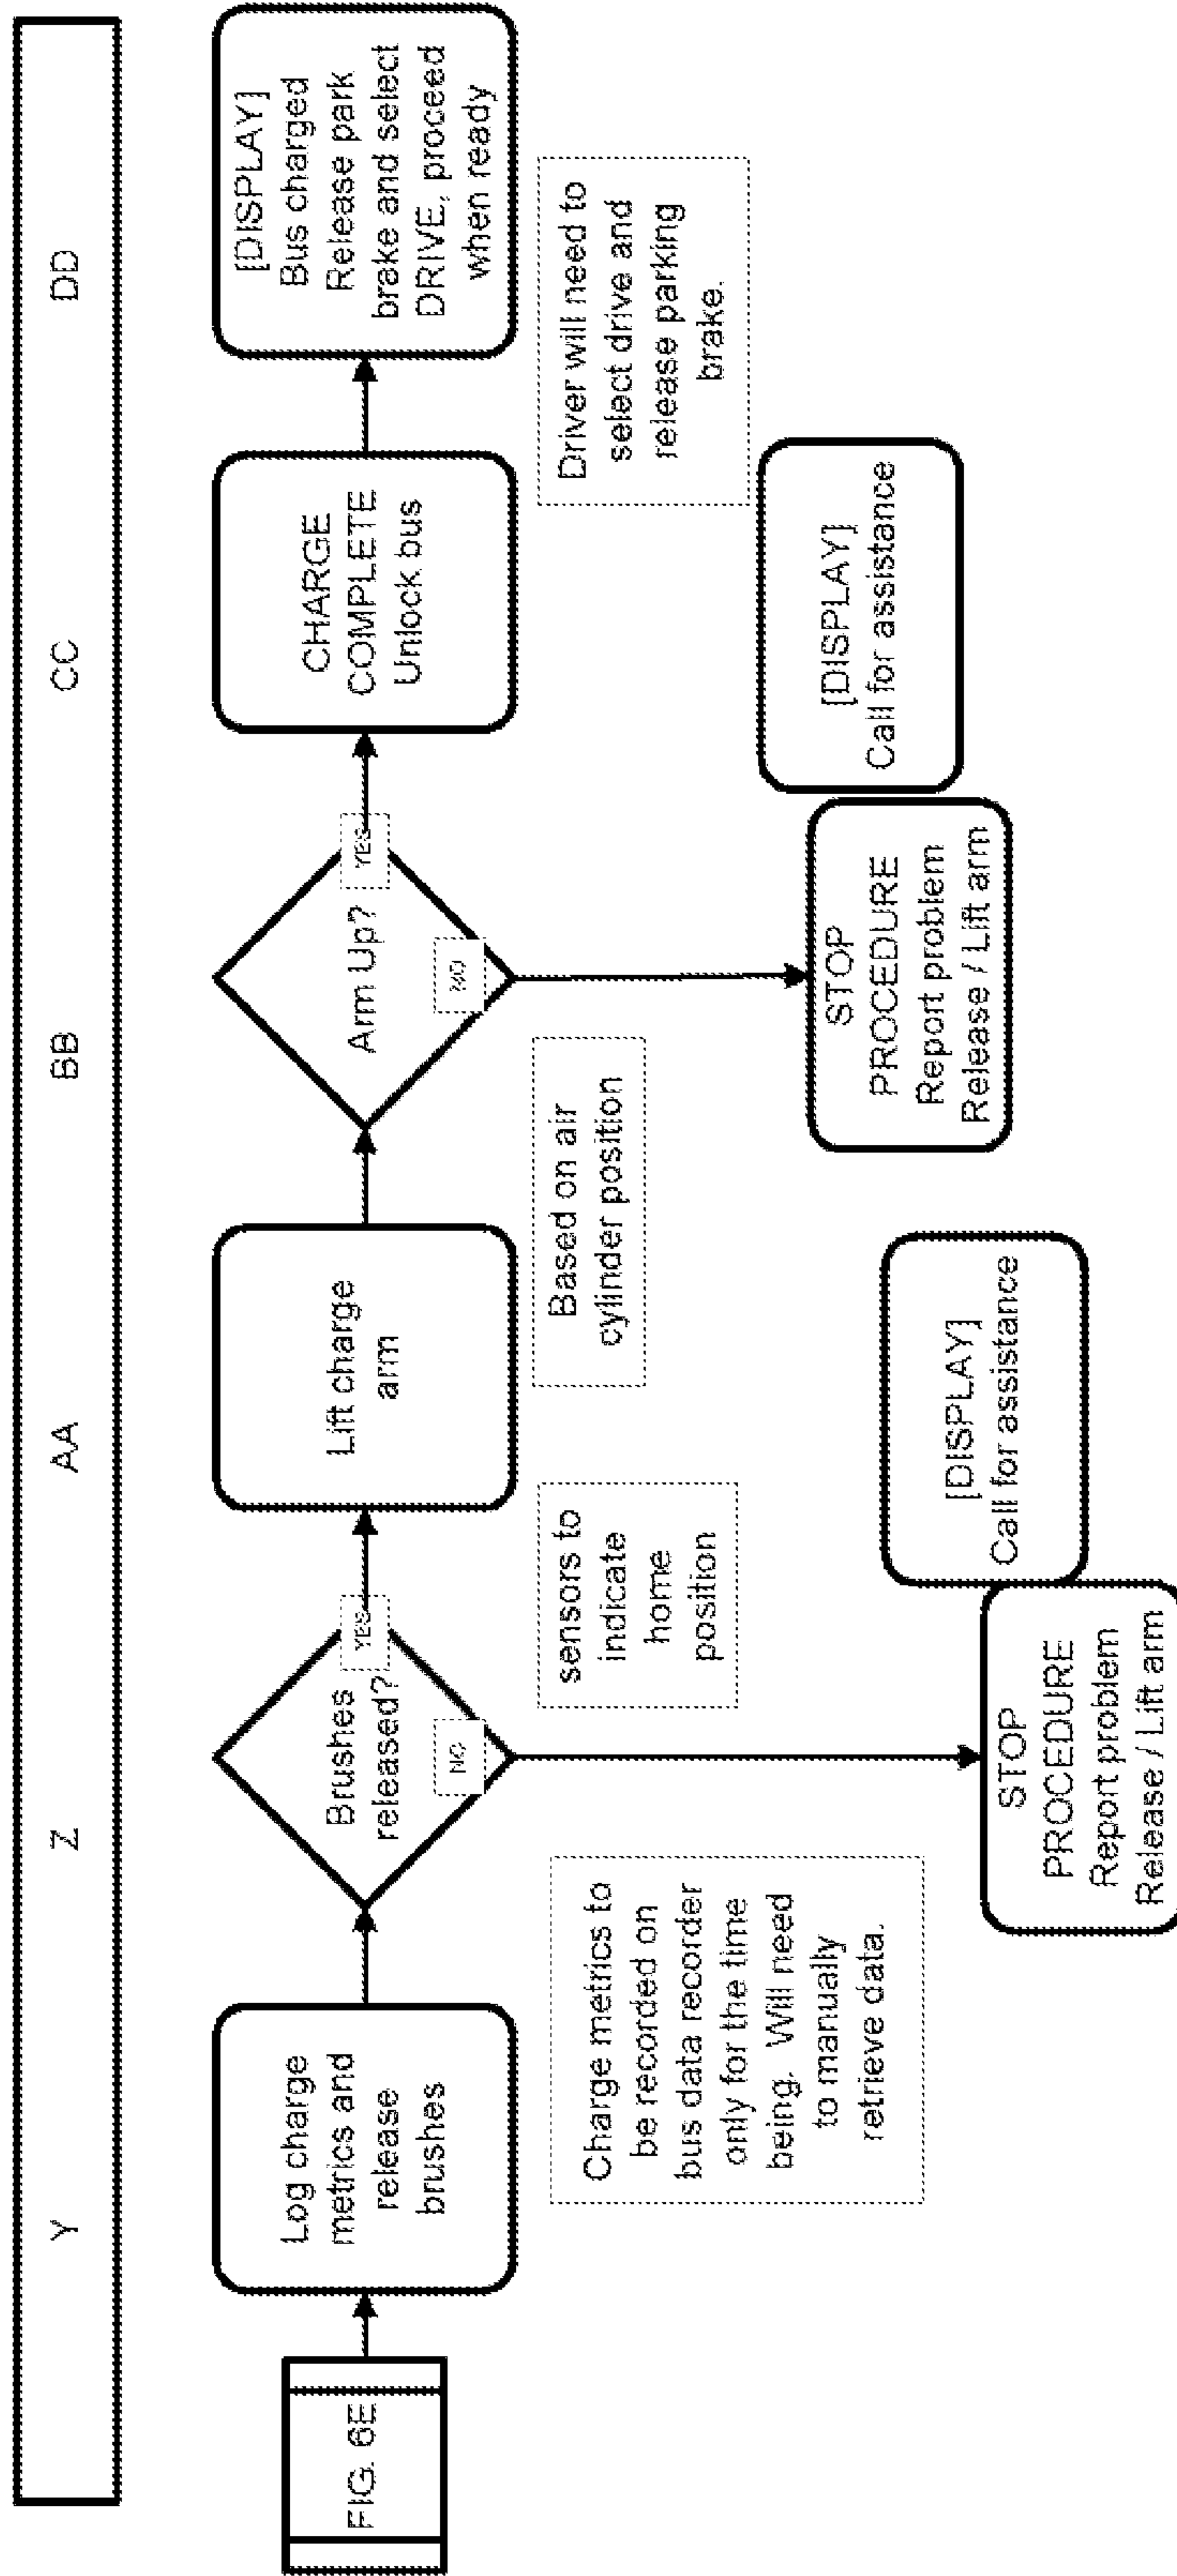 Y Z AA BB CC DD
FIG. 6E
Log charge
metrics and
release
brushes
Charge metrics to
be recorded on
bus data recorder
only for the time
being. Will need
to manually
retrieve data.
Brushes
released?
YES
NO
STOP
PROCEDURE
Report problem
Release / Lift arm
[DISPLAY]
Call for assistance
sensors to
indicate
home
position
Lift charge
arm
Based on air
cylinder position
Arm Up?
YES
NO
STOP
PROCEDURE
Report problem
Release / Lift arm
[DISPLAY]
Call for assistance
CHARGE
COMPLETE
Unlock bus
[DISPLAY]
Bus charged
Release park
brake and select
DRIVE, proceed
when ready
Driver will need to
select drive and
release parking
brake.